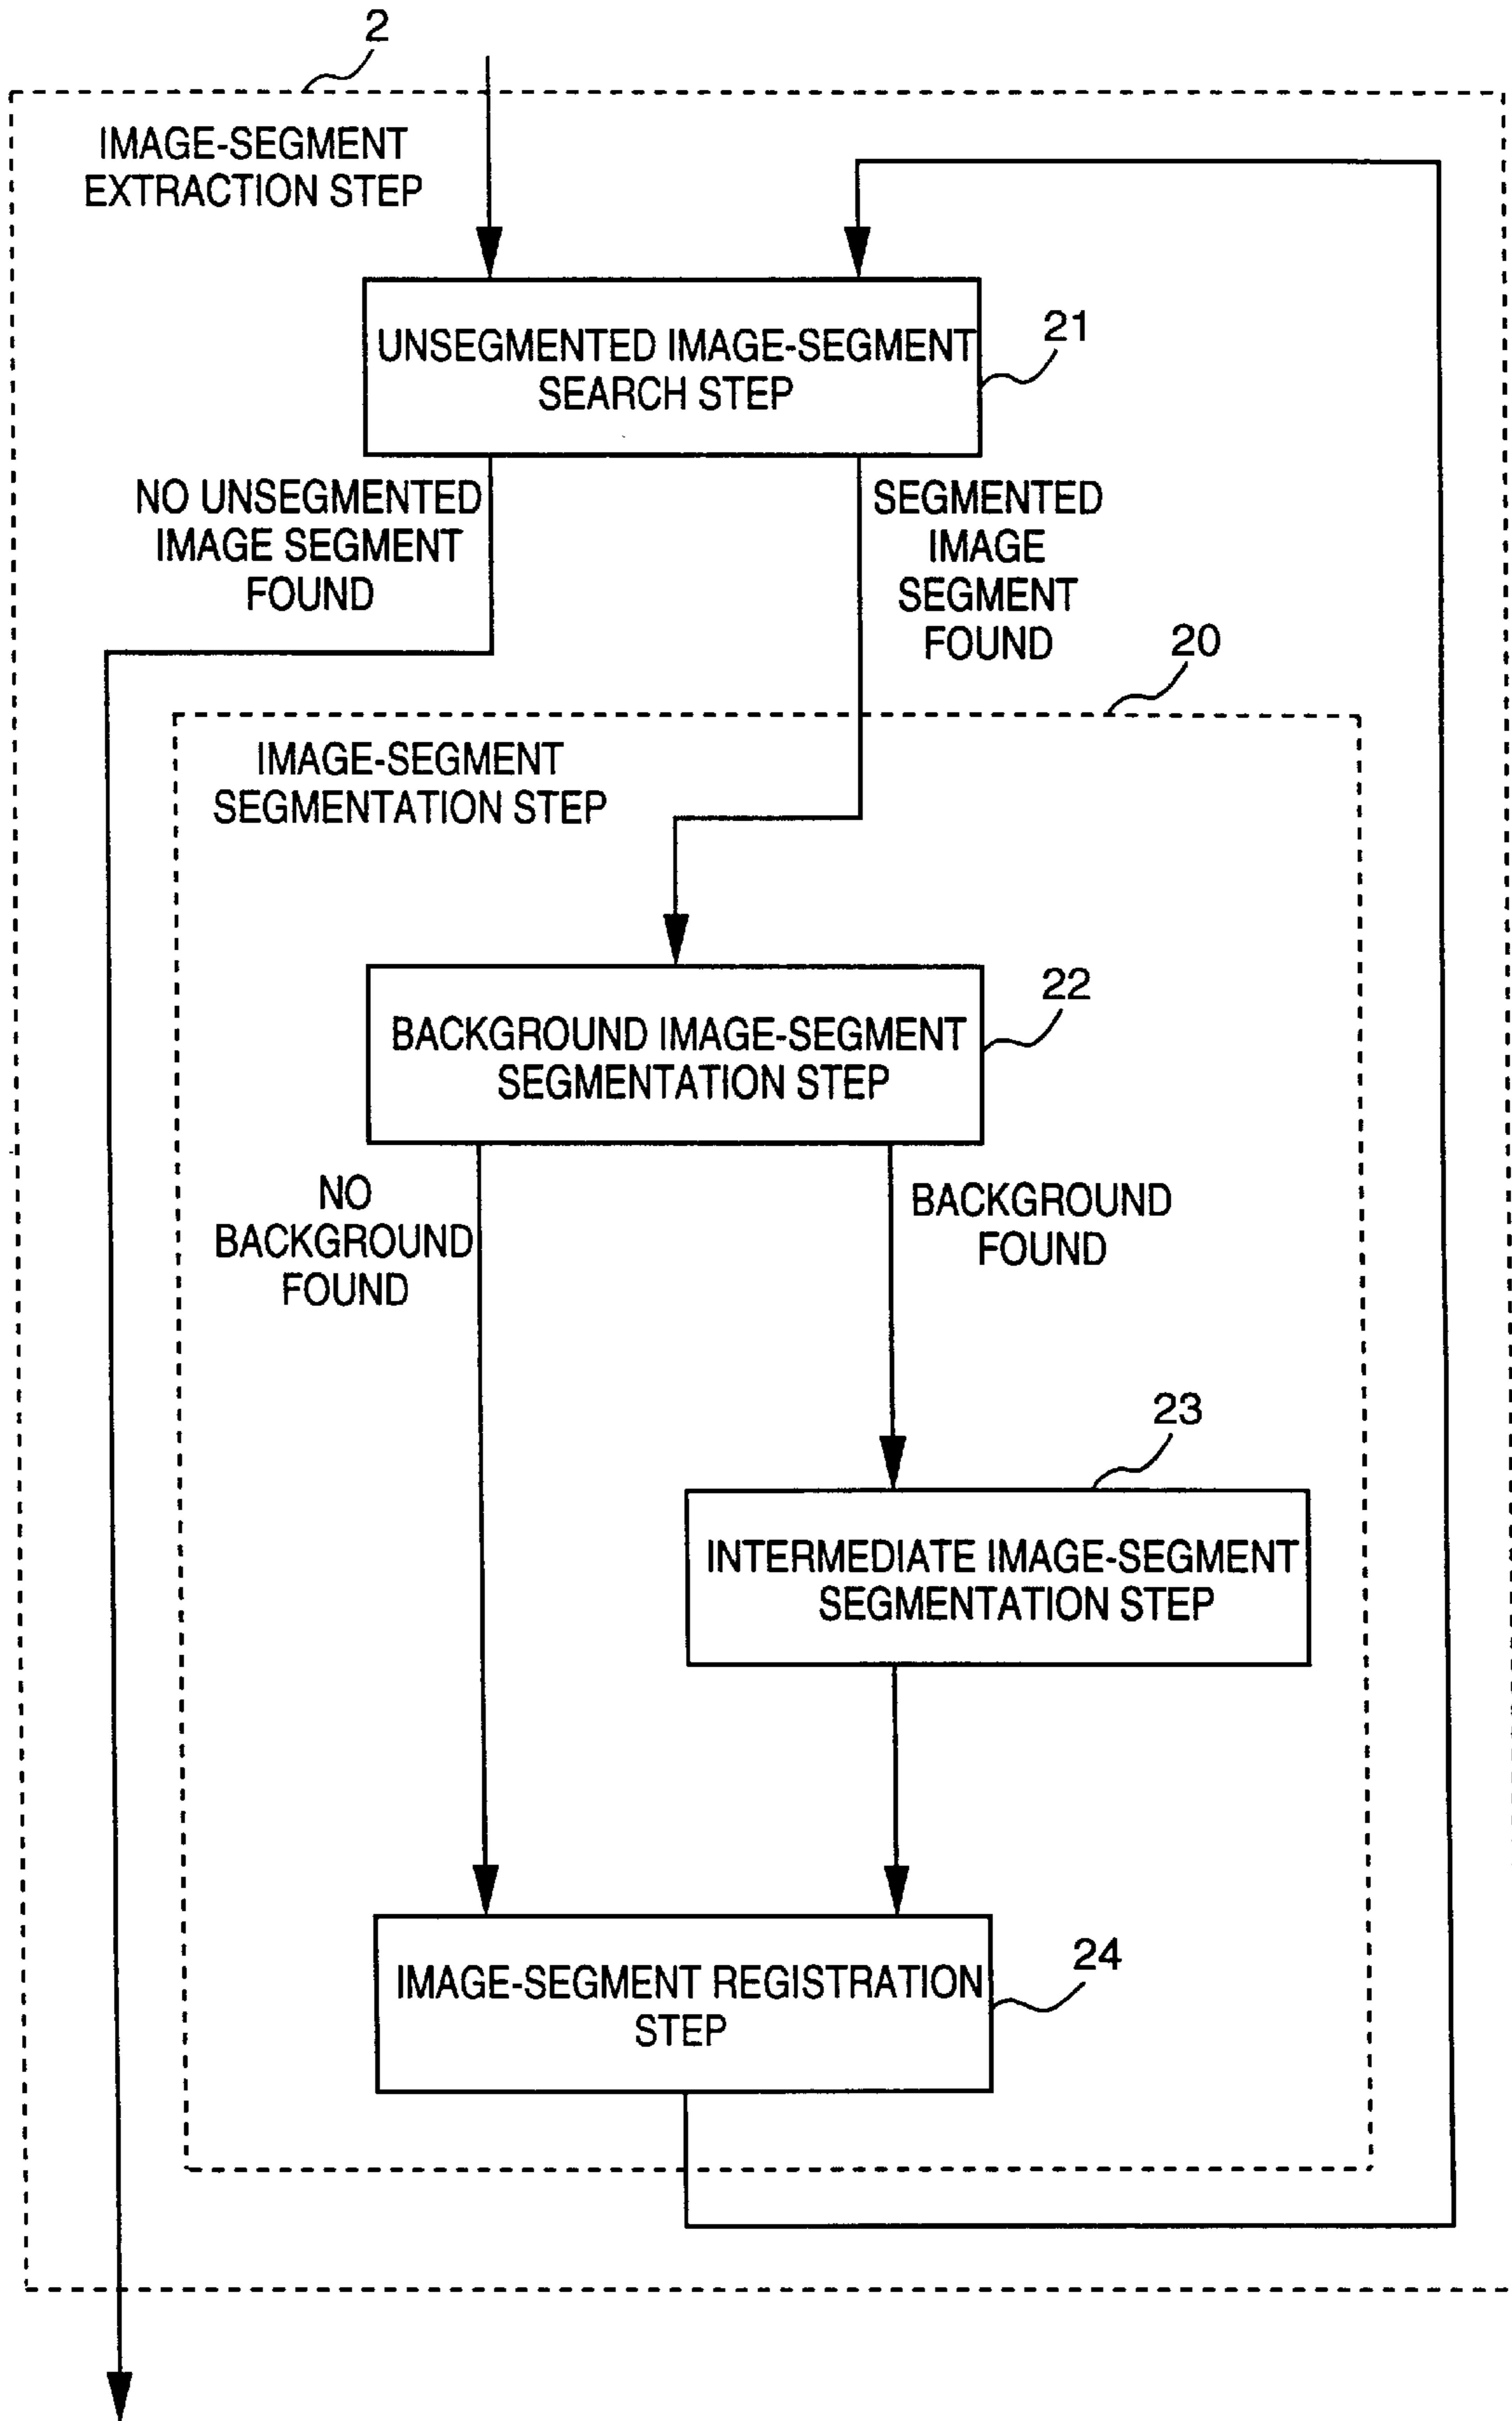 2
IMAGE-SEGMENT
EXTRACTION STEP
UNSEGMENTED IMAGE-SEGMENT
SEARCH STEP
21
NO UNSEGMENTED
IMAGE SEGMENT
FOUND
SEGMENTED
IMAGE
SEGMENT
FOUND
20
IMAGE-SEGMENT
SEGMENTATION STEP
22
BACKGROUND IMAGE-SEGMENT
SEGMENTATION STEP
NO
BACKGROUND
FOUND
BACKGROUND
FOUND
23
INTERMEDIATE IMAGE-SEGMENT
SEGMENTATION STEP
24
IMAGE-SEGMENT REGISTRATION
STEP